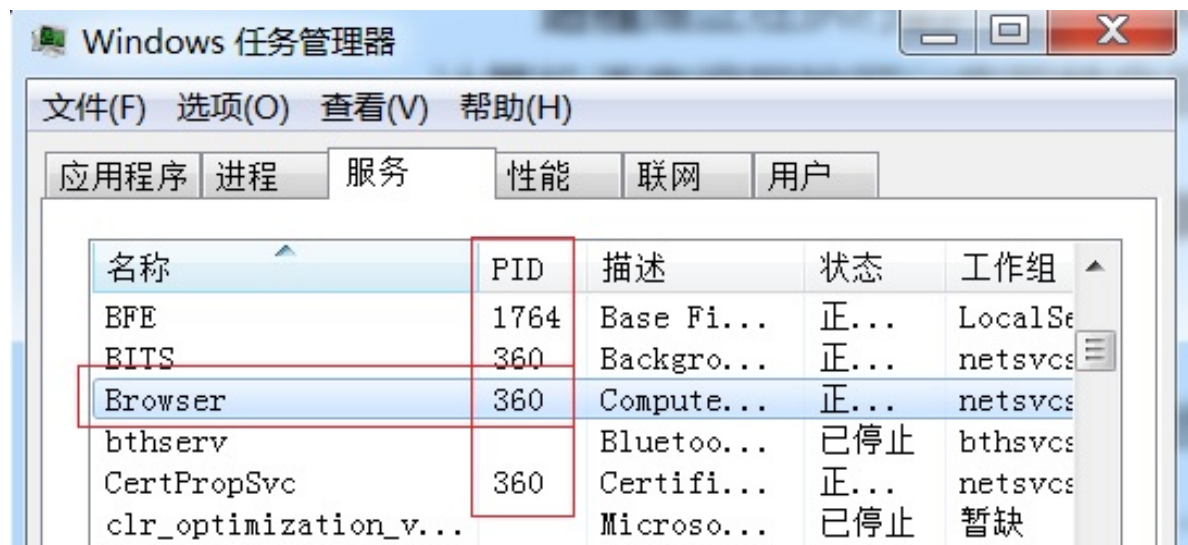 Windows 任务管理器
文件(F) 选项(O) 查看(V) 帮助(H)
应用程序 进程 服务 性能 联网 用户
名称 PID 描述 状态 工作组
BFE 1764 Base Fi... 正... LocalSe
BITS 360 Backgro... 正... netsvcs
Browser 360 Compute... 正... netsvcs
bthserv Bluetoo... 已停止 bthsvcs
CertPropSvc 360 Certifi... 正... netsvcs
clr_optimization_v... Microso... 已停止 暂缺